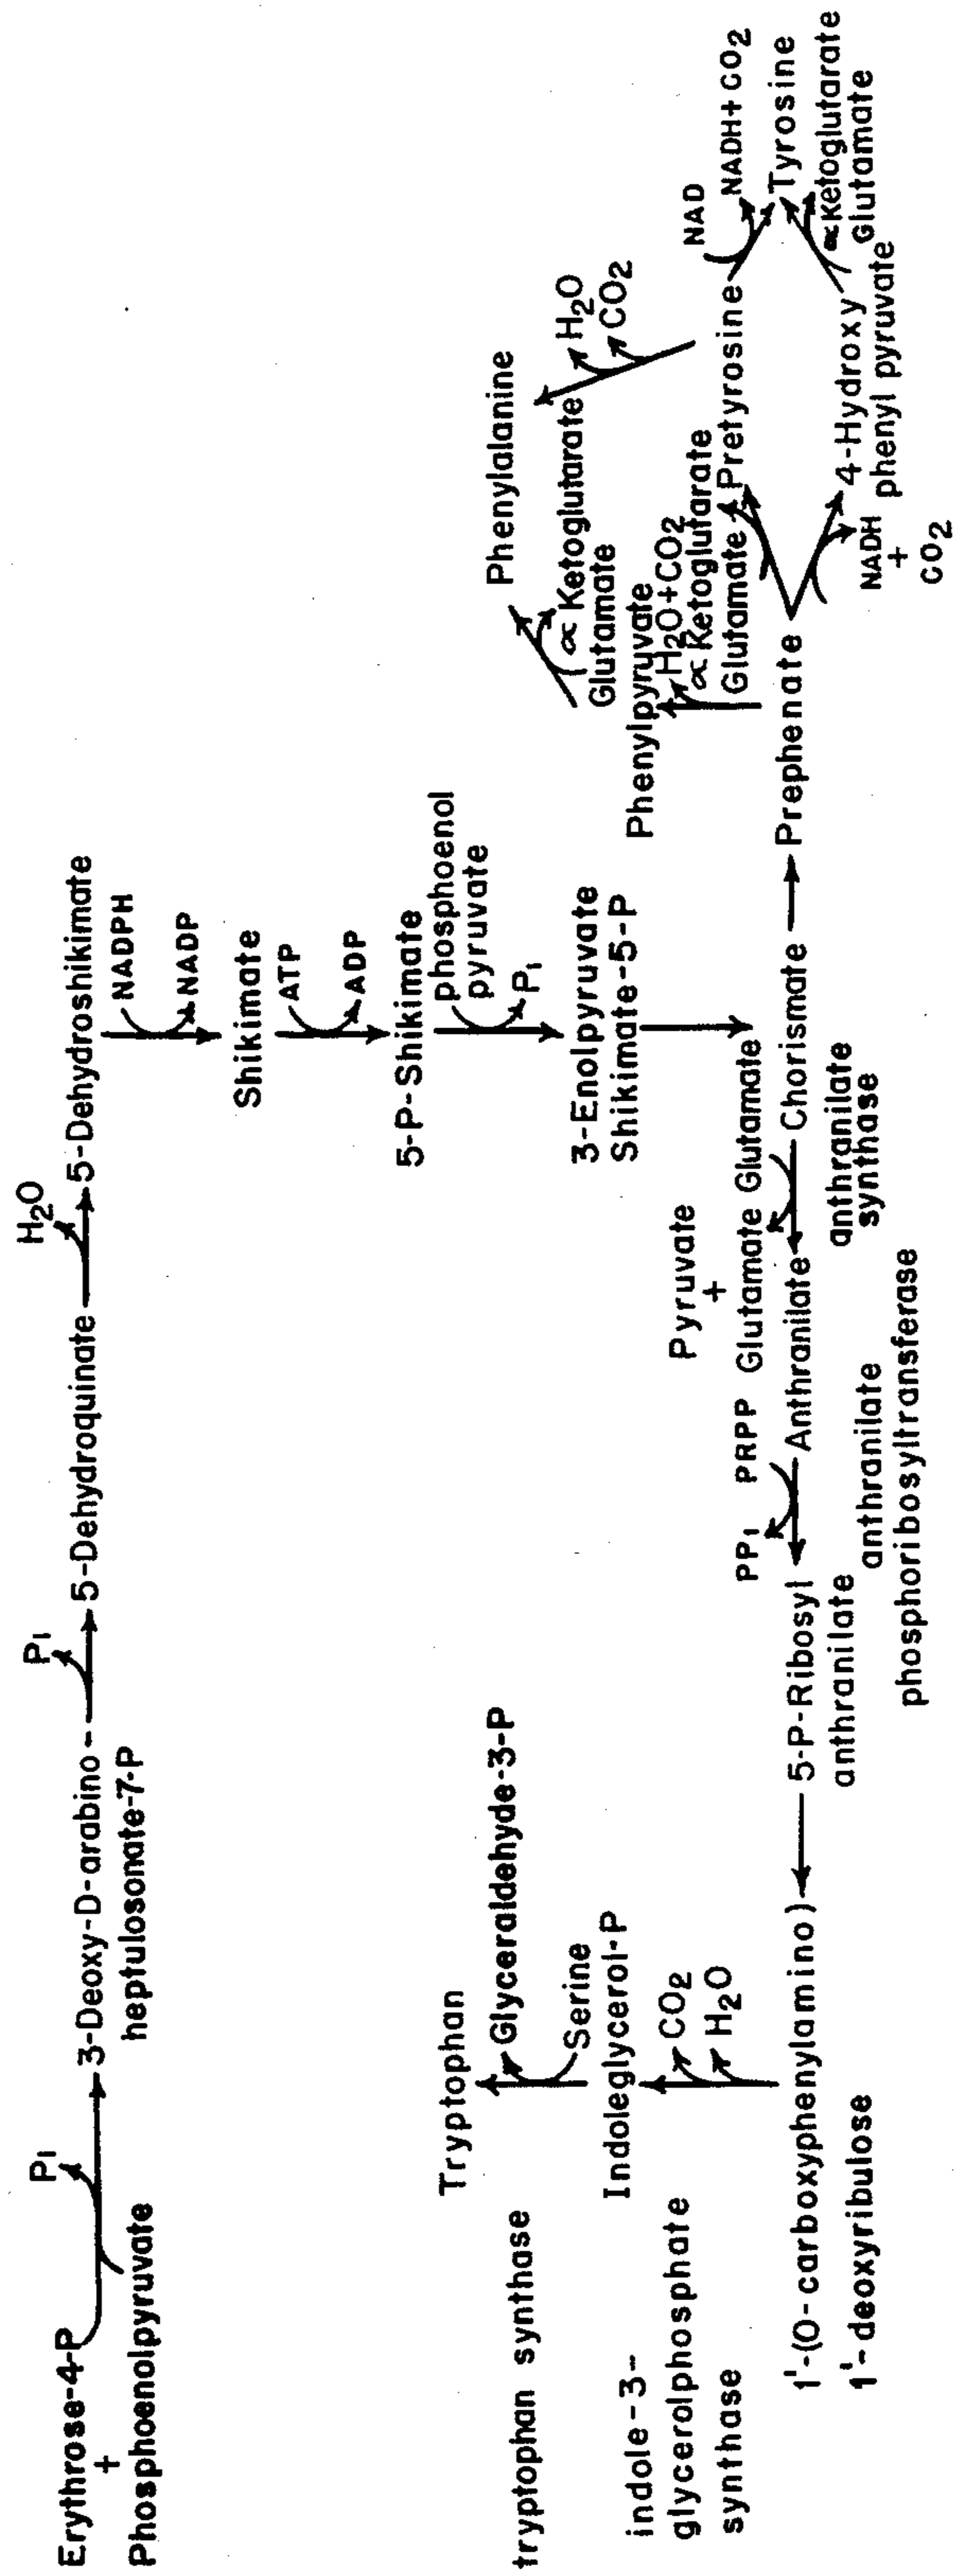 Erythrose-4-P
+
Phosphoenolpyruvate
Pi
3-Deoxy-D-arabino-
heptulosonate-7-P
Pi
5-Dehydroquinate
H2O
5-Dehydroshikimate
NADPH
NADP
Shikimate
ATP
ADP
5-P-Shikimate
phosphoenol
pyruvate
Pi
3-Enolpyruvate
Shikimate-5-P
Chorismate
Prephenate
Phenylpyruvate
H2O+CO2
∝ Ketoglutarate
Glutamate
Phenylalanine
∝ Ketoglutarate
Glutamate
Pretyrosine
H2O
CO2
NAD
NADH+CO2
Tyrosine
∝Ketoglutarate
Glutamate
4-Hydroxy
phenyl pyruvate
NADH
+
CO2
Glutamate
Pyruvate
+
Glutamate
anthranilate
synthase
Anthranilate
PRPP
PPi
anthranilate
phosphoribosyltransferase
5-P-Ribosyl
anthranilate
1'-(O-carboxyphenylamino)-
1'-deoxyribulose
H2O
CO2
indole-3-
glycerolphosphate
synthase
Indoleglycerol-P
Serine
Glyceraldehyde-3-P
tryptophan synthase
Tryptophan